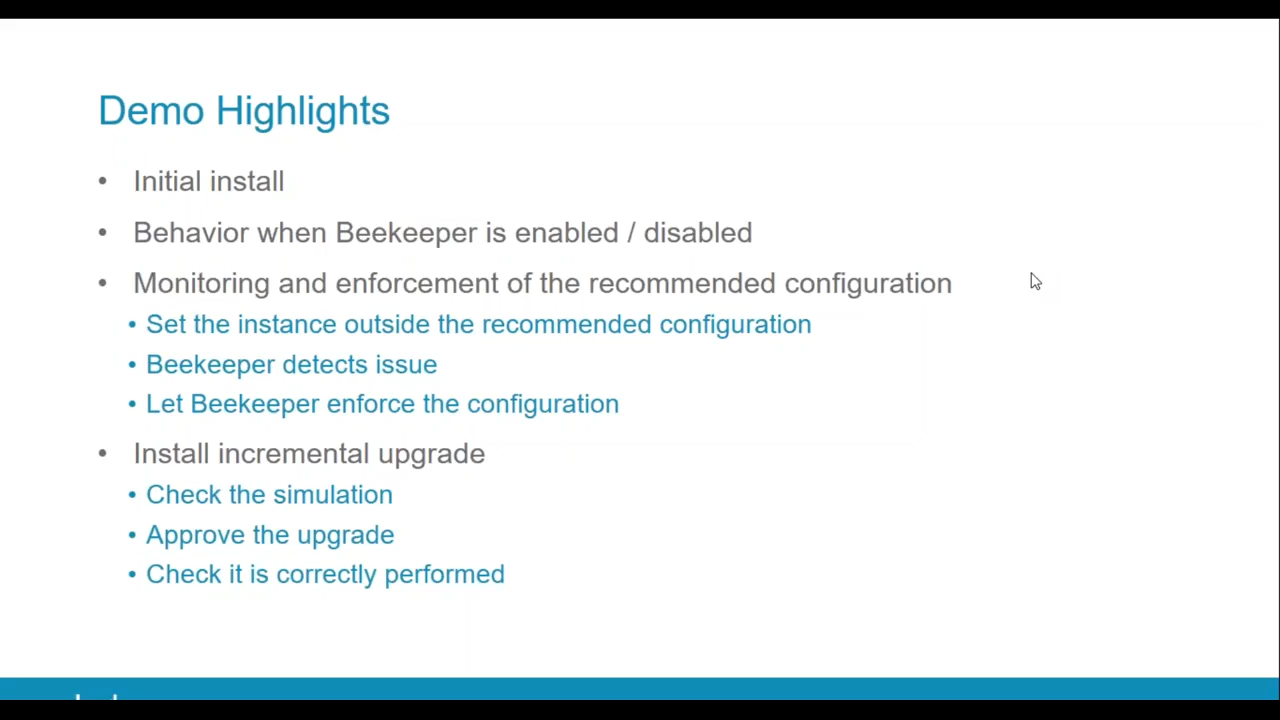 Demo Highlights
• Initial install
• Behavior when Beekeeper is enabled / disabled
• Monitoring and enforcement of the recommended configuration
• Set the instance outside the recommended configuration
• Beekeeper detects issue
• Let Beekeeper enforce the configuration
• Install incremental upgrade
• Check the simulation
• Approve the upgrade
• Check it is correctly performed